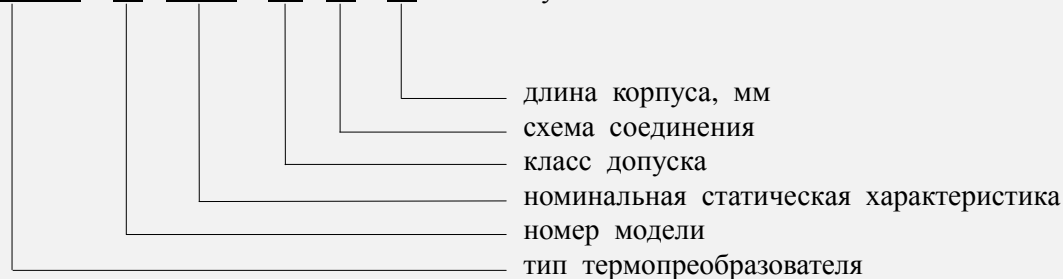 длина корпуса, мм
схема соединения
класс допуска
номинальная статическая характеристика
номер модели
тип термопреобразователя